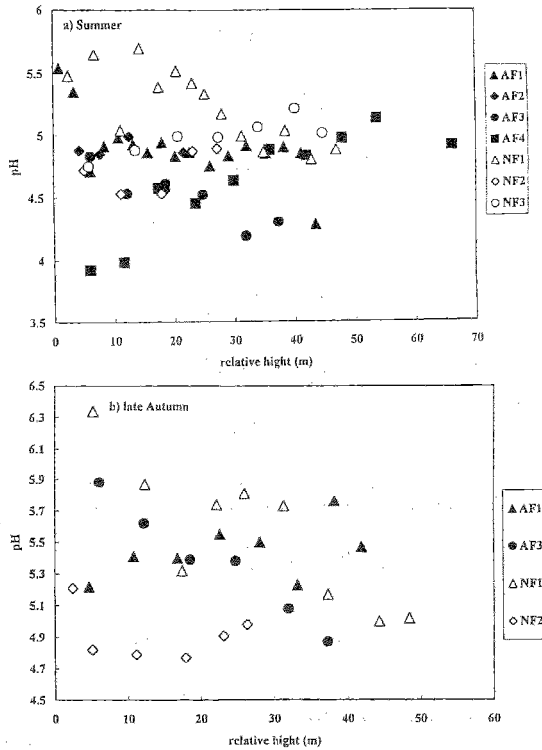 a) Summer
6
5.5
5
4.5
4
3.5
pH
0 10 20 30 40 50 60 70
relative hight (m)
AF1
AF2
AF3
AF4
NF1
NF2
NF3
b) late Autumn
6.5
6.3
6.1
5.9
5.7
5.5
5.3
5.1
4.9
4.7
4.5
pH
0 10 20 30 40 50 60
relative hight (m)
AF1
AF3
NF1
NF2